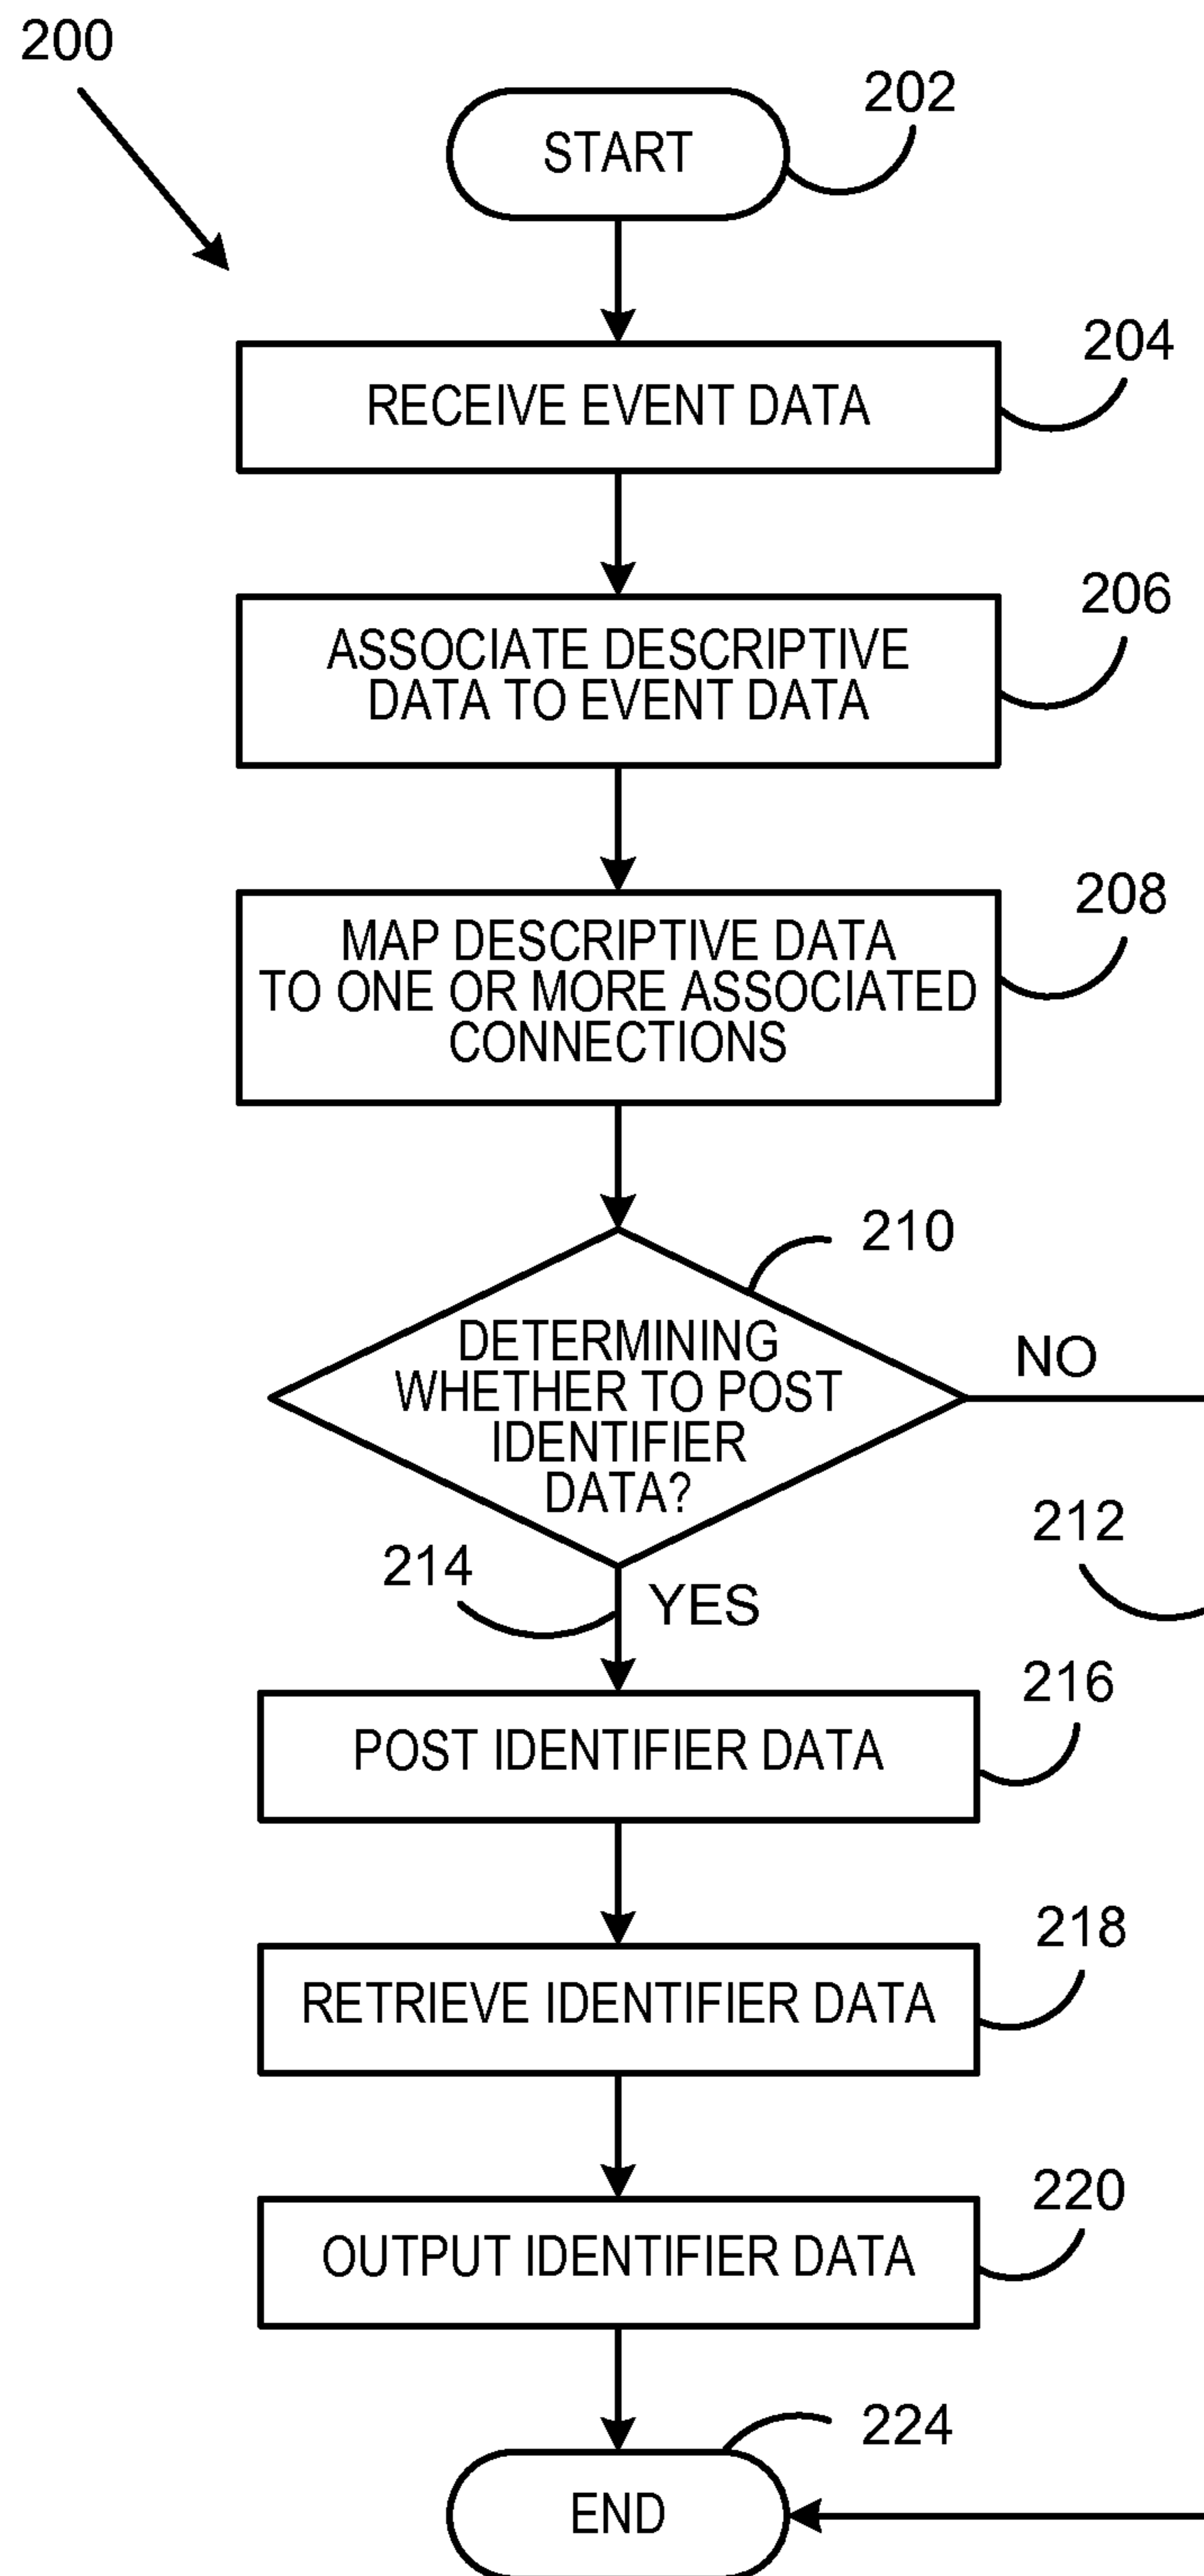 200
202
START
204
RECEIVE EVENT DATA
206
ASSOCIATE DESCRIPTIVE
DATA TO EVENT DATA
208
MAP DESCRIPTIVE DATA
TO ONE OR MORE ASSOCIATED
CONNECTIONS
210
DETERMINING
WHETHER TO POST
IDENTIFIER
DATA?
NO
212
214
YES
216
POST IDENTIFIER DATA
218
RETRIEVE IDENTIFIER DATA
220
OUTPUT IDENTIFIER DATA
224
END